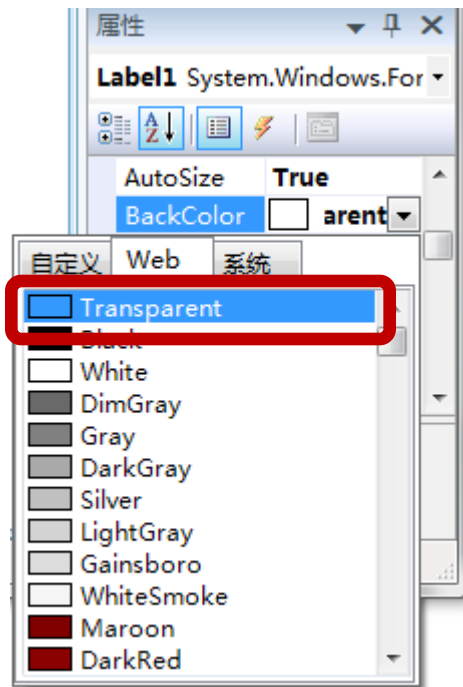 属性
Label1 System.Windows.For
AutoSize True
BackColor arent
自定义 Web 系统
Transparent
Black
White
DimGray
Gray
DarkGray
Silver
LightGray
Gainsboro
WhiteSmoke
Maroon
DarkRed